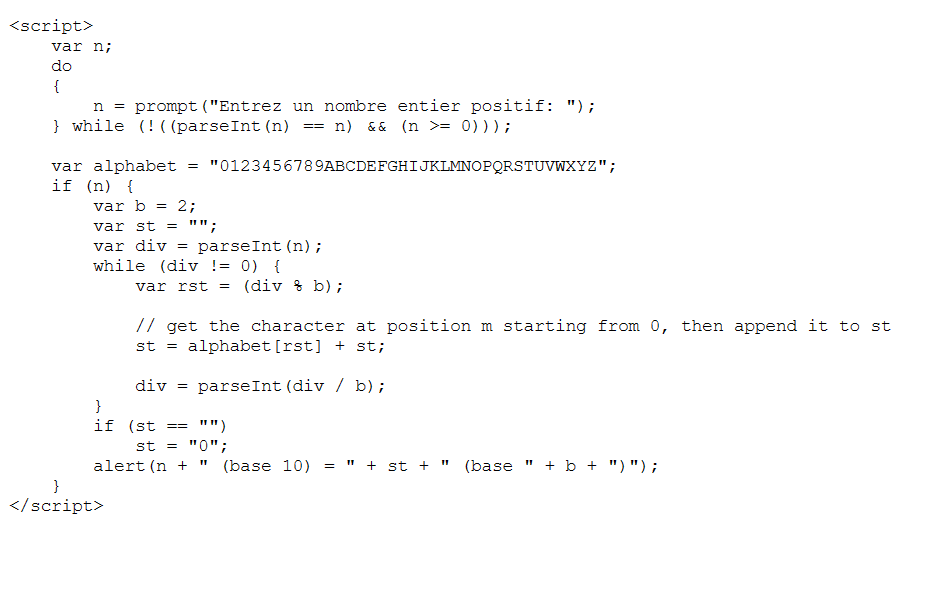 <script>
    var n;
    do
    {
        n = prompt("Entrez un nombre entier positif: ");
    } while (!((parseInt(n) == n) && (n >= 0)));

    var alphabet = "0123456789ABCDEFGHIJKLMNOPQRSTUVWXYZ";
    if (n) {
        var b = 2;
        var st = "";
        var div = parseInt(n);
        while (div != 0) {
            var rst = (div % b);

            // get the character at position m starting from 0, then append it to st
            st = alphabet[rst] + st;

            div = parseInt(div / b);
        }
        if (st == "")
            st = "0";
        alert(n + " (base 10) = " + st + " (base " + b + ")");
    }
</script>